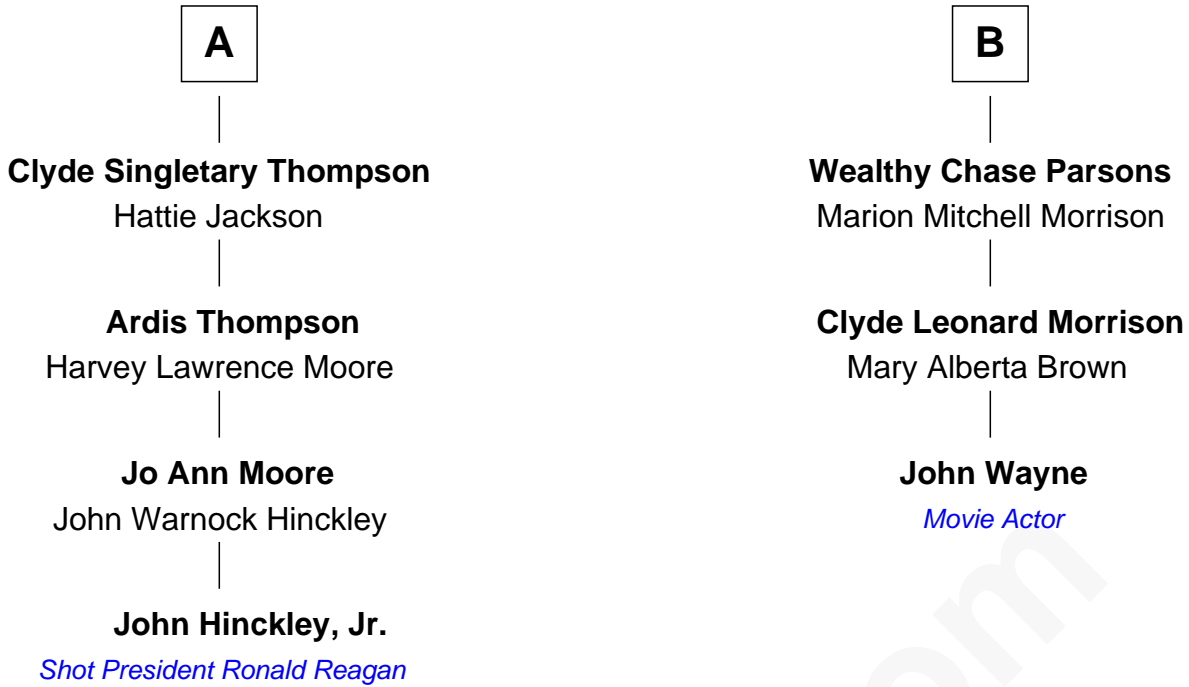 A
Clyde Singletary Thompson
Hattie Jackson
Ardis Thompson
Harvey Lawrence Moore
Jo Ann Moore
John Warnock Hinckley
John Hinckley, Jr.
Shot President Ronald Reagan
B
Wealthy Chase Parsons
Marion Mitchell Morrison
Clyde Leonard Morrison
Mary Alberta Brown
John Wayne
Movie Actor
om